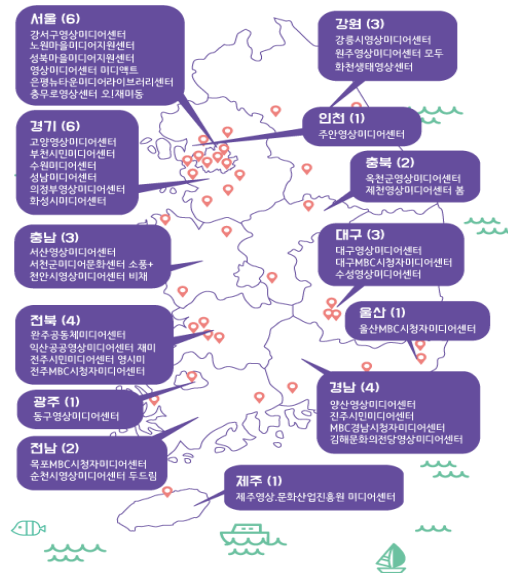 서울 (6)
강서구영상미디어센터
노원마을미디어지원센터
성북마을미디어지원센터
영상미디어센터 미디액트
은평뉴타운미디어라이브러리센터
충무로영상센터 오!재미동
강원 (3)
강릉시영상미디어센터
원주영상미디어센터 모두
화천생태영상센터
인천 (1)
주안영상미디어센터
경기 (6)
고양영상미디어센터
부천시민미디어센터
수원미디어센터
성남미디어센터
의정부영상미디어센터
화성시미디어센터
충북 (2)
옥천군영상미디어센터
제천영상미디어센터 봄
충남 (3)
서산영상미디어센터
서천군미디어문화센터 소풍+
천안시영상미디어센터 비채
대구 (3)
대구영상미디어센터
대구MBC시청자미디어센터
수성영상미디어센터
울산 (1)
울산MBC시청자미디어센터
전북 (4)
완주공동체미디어센터
익산공공영상미디어센터 재미
전주시민미디어센터 영시미
전주MBC시청자미디어센터
광주 (1)
동구영상미디어센터
경남 (4)
양산영상미디어센터
진주시민미디어센터
MBC경남시청자미디어센터
김해문화의전당영상미디어센터
전남 (2)
목포MBC시청자미디어센터
순천시영상미디어센터 두드림
제주 (1)
제주영상.문화산업진흥원 미디어센터